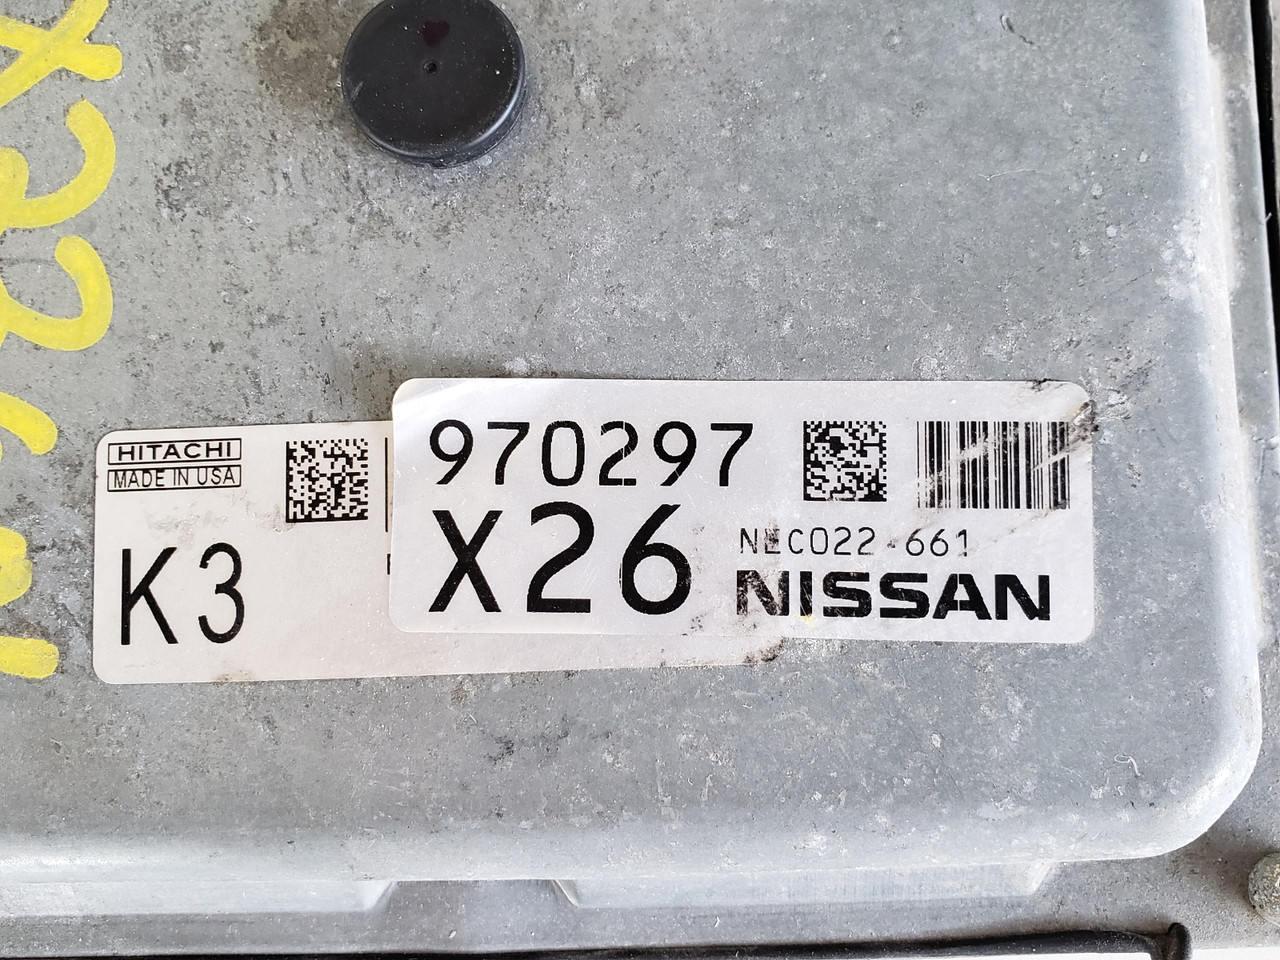 HITACHI
MADE IN USA
K3
970297
X26
NEC022-661
NISSAN